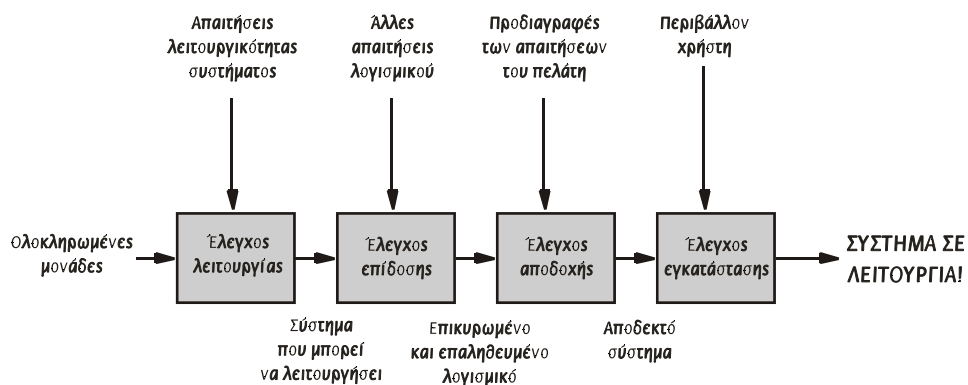 Απαιτήσεις
λειτουργικότητας
συστήματος
Άλλες
απαιτήσεις
λογισμικού
Προδιαγραφές
των απαιτήσεων
του πελάτη
Περιβάλλον
χρήστη
Ολοκληρωμένες
μονάδες
Έλεγχος
λειτουργίας
Έλεγχος
επίδοσης
Έλεγχος
αποδοχής
Έλεγχος
εγκατάστασης
ΣΥΣΤΗΜΑ ΣΕ
ΛΕΙΤΟΥΡΓΙΑ!
Σύστημα
που μπορεί
να λειτουργήσει
Επικυρωμένο
και επαληθευμένο
λογισμικό
Αποδεκτό
σύστημα